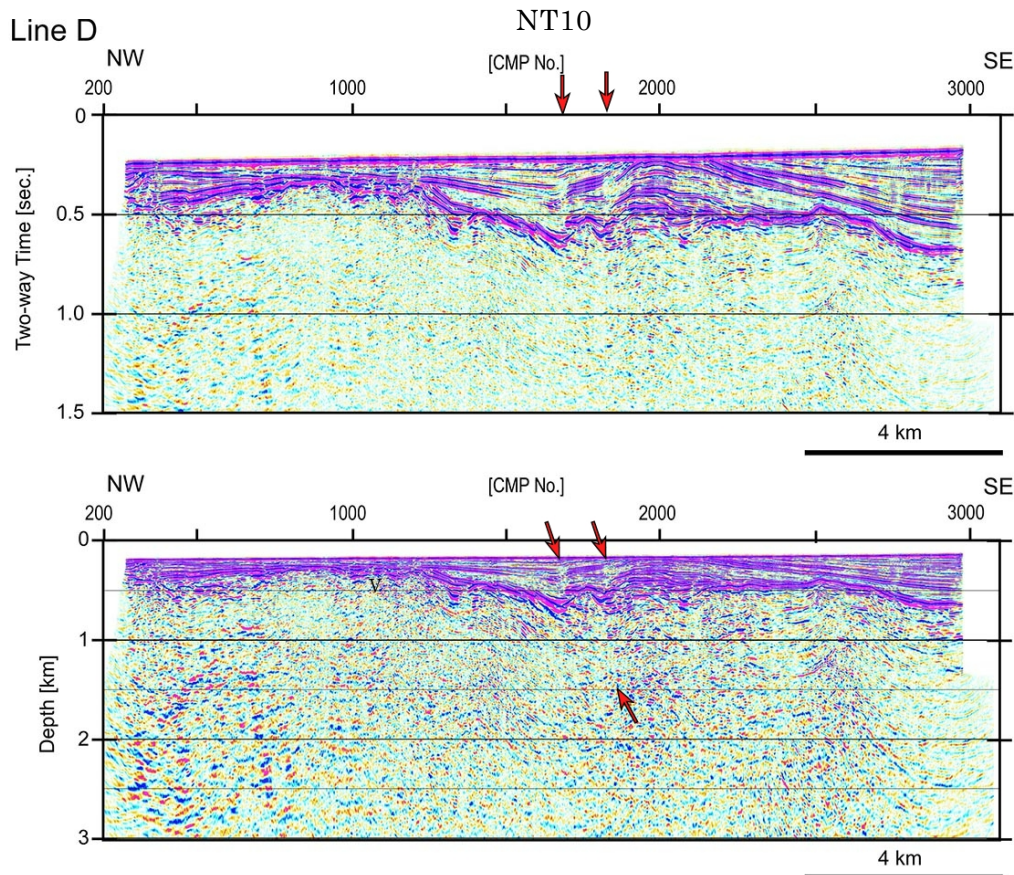 NT10
Line D
NW [CMP No.] SE
200 1000 2000 3000
0
0.5
1.0
1.5
Two-way Time [sec.]
4 km
NW [CMP No.] SE
200 1000 2000 3000
0
V
1
2
3
Depth [km]
4 km